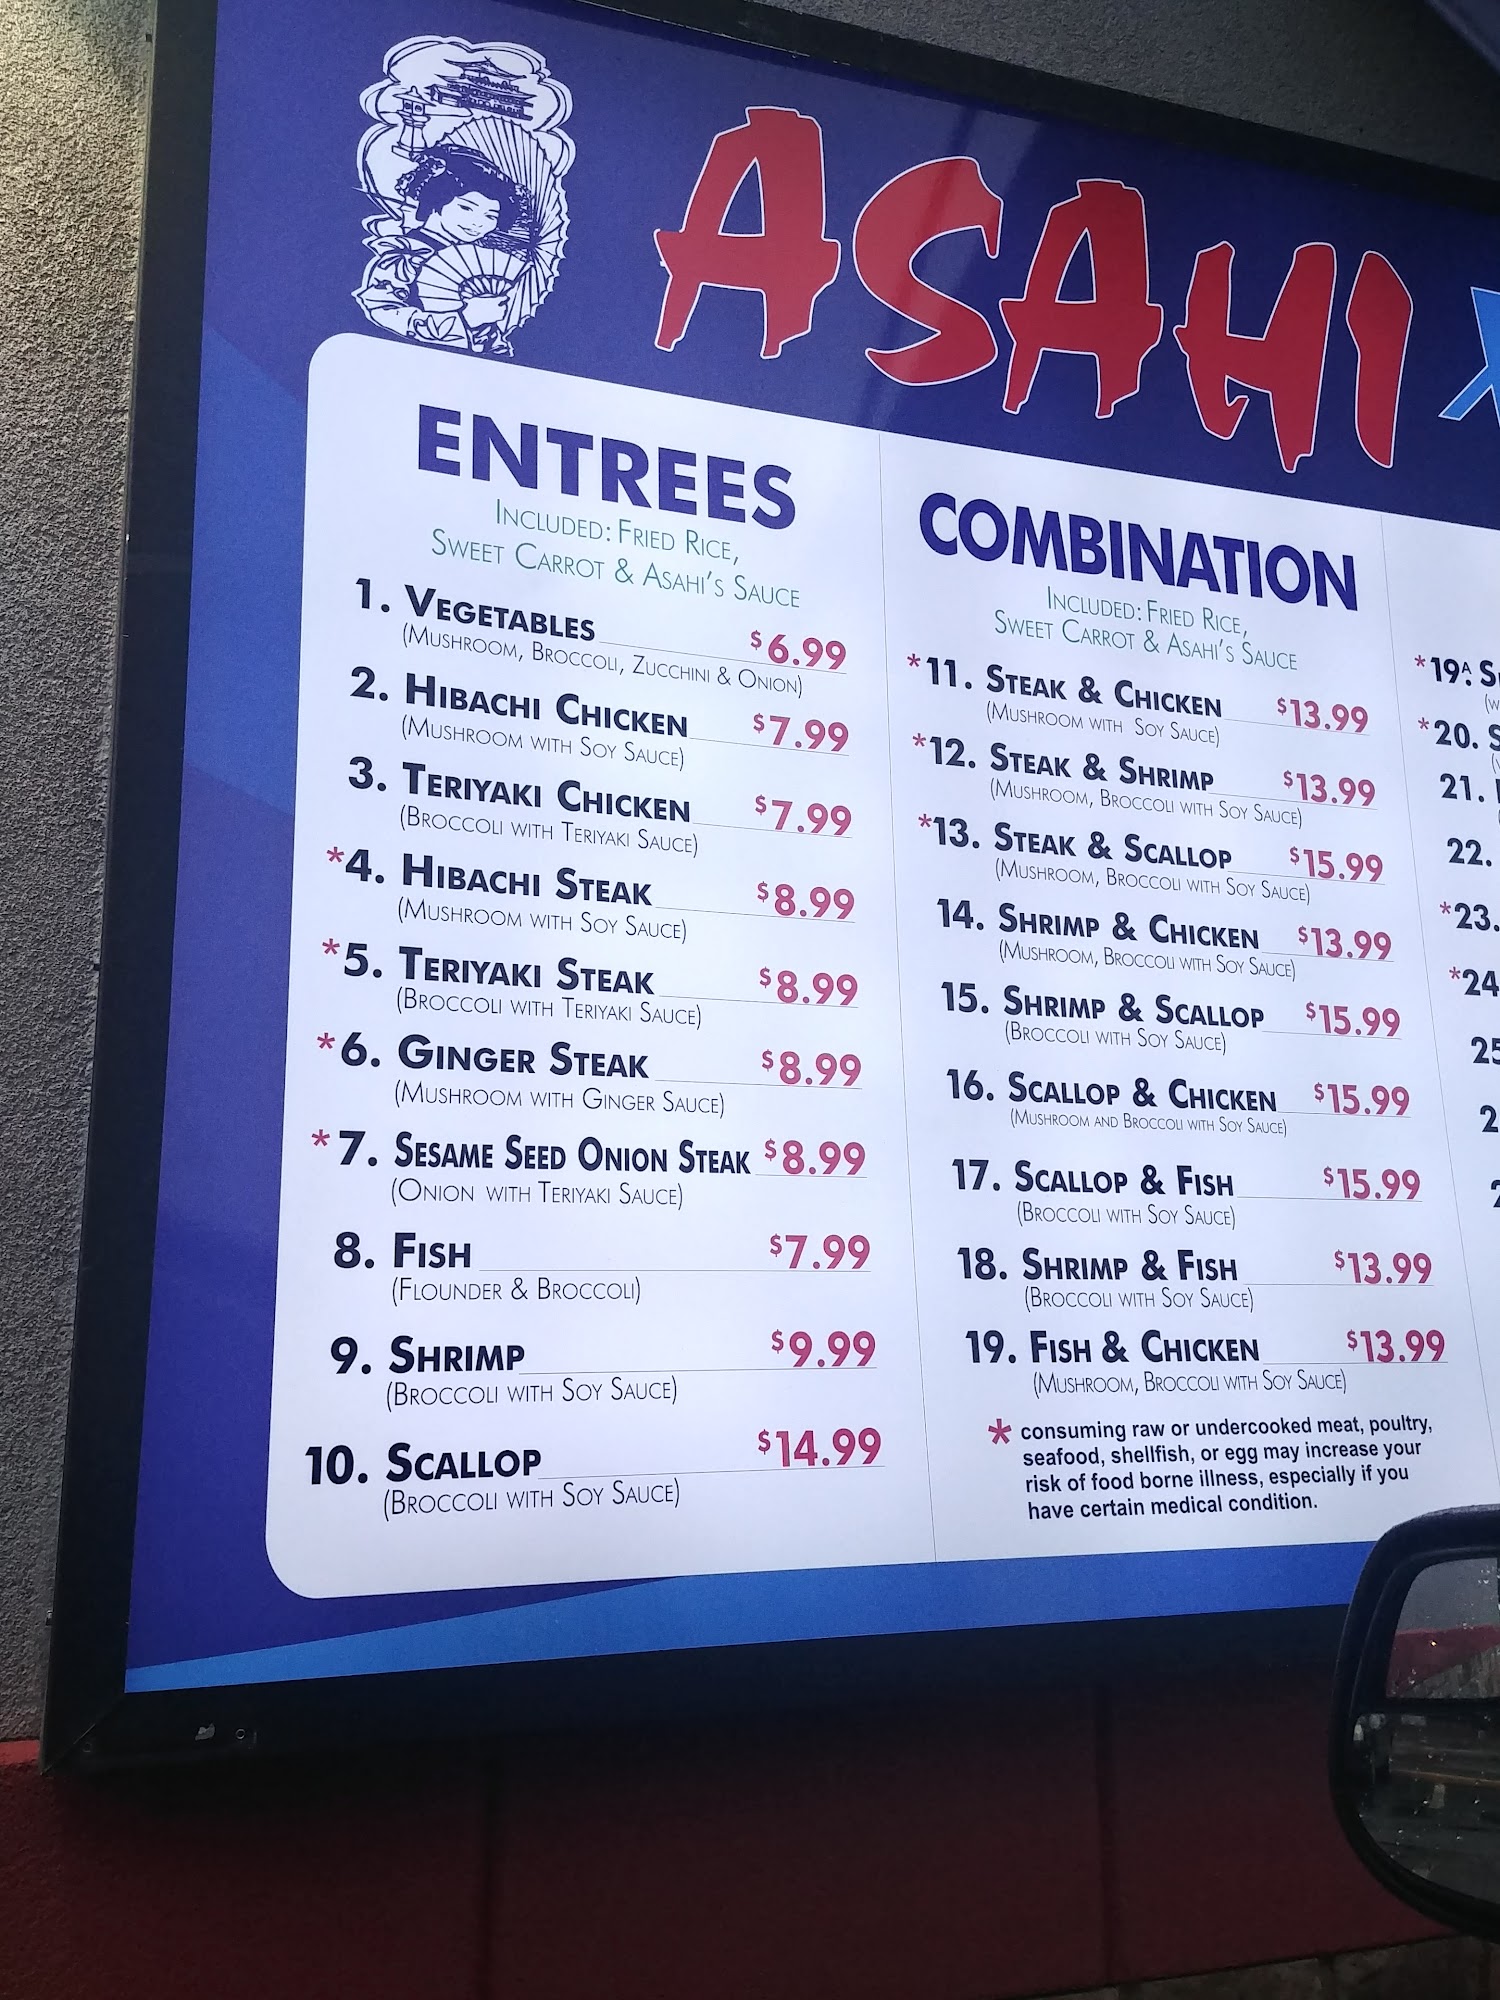 ASAHI
ENTREES
INCLUDED: FRIED RICE,
SWEET CARROT & ASAHI'S SAUCE
1. VEGETABLES $6.99
(MUSHROOM, BROCCOLI, ZUCCHINI & ONION)
2. HIBACHI CHICKEN $7.99
(MUSHROOM WITH SOY SAUCE)
3. TERIYAKI CHICKEN $7.99
(BROCCOLI WITH TERIYAKI SAUCE)
*4. HIBACHI STEAK $8.99
(MUSHROOM WITH SOY SAUCE)
*5. TERIYAKI STEAK $8.99
(BROCCOLI WITH TERIYAKI SAUCE)
*6. GINGER STEAK $8.99
(MUSHROOM WITH GINGER SAUCE)
*7. SESAME SEED ONION STEAK $8.99
(ONION WITH TERIYAKI SAUCE)
8. FISH $7.99
(FLOUNDER & BROCCOLI)
9. SHRIMP $9.99
(BROCCOLI WITH SOY SAUCE)
10. SCALLOP $14.99
(BROCCOLI WITH SOY SAUCE)
COMBINATION
INCLUDED: FRIED RICE,
SWEET CARROT & ASAHI'S SAUCE
*11. STEAK & CHICKEN $13.99
(MUSHROOM WITH SOY SAUCE)
*12. STEAK & SHRIMP $13.99
(MUSHROOM, BROCCOLI WITH SOY SAUCE)
*13. STEAK & SCALLOP $15.99
(MUSHROOM, BROCCOLI WITH SOY SAUCE)
14. SHRIMP & CHICKEN $13.99
(MUSHROOM, BROCCOLI WITH SOY SAUCE)
15. SHRIMP & SCALLOP $15.99
(BROCCOLI WITH SOY SAUCE)
16. SCALLOP & CHICKEN $15.99
(MUSHROOM AND BROCCOLI WITH SOY SAUCE)
17. SCALLOP & FISH $15.99
(BROCCOLI WITH SOY SAUCE)
18. SHRIMP & FISH $13.99
(BROCCOLI WITH SOY SAUCE)
19. FISH & CHICKEN $13.99
(MUSHROOM, BROCCOLI WITH SOY SAUCE)
* consuming raw or undercooked meat, poultry,
seafood, shellfish, or egg may increase your
risk of food borne illness, especially if you
have certain medical condition.
*19A.
*20.
21.
22.
*23.
*24
25